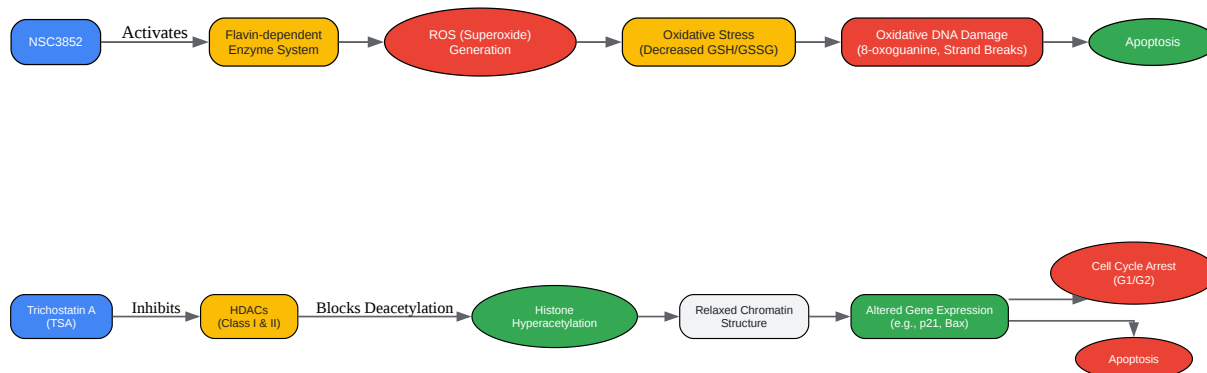 NSC3852
Activates
Flavin-dependent
Enzyme System
ROS (Superoxide)
Generation
Oxidative Stress
(Decreased GSH/GSSG)
Oxidative DNA Damage
(8-oxoguanine, Strand Breaks)
Apoptosis
Trichostatin A
(TSA)
Inhibits
HDACs
(Class I & II)
Blocks Deacetylation
Histone
Hyperacetylation
Relaxed Chromatin
Structure
Altered Gene Expression
(e.g., p21, Bax)
Cell Cycle Arrest
(G1/G2)
Apoptosis